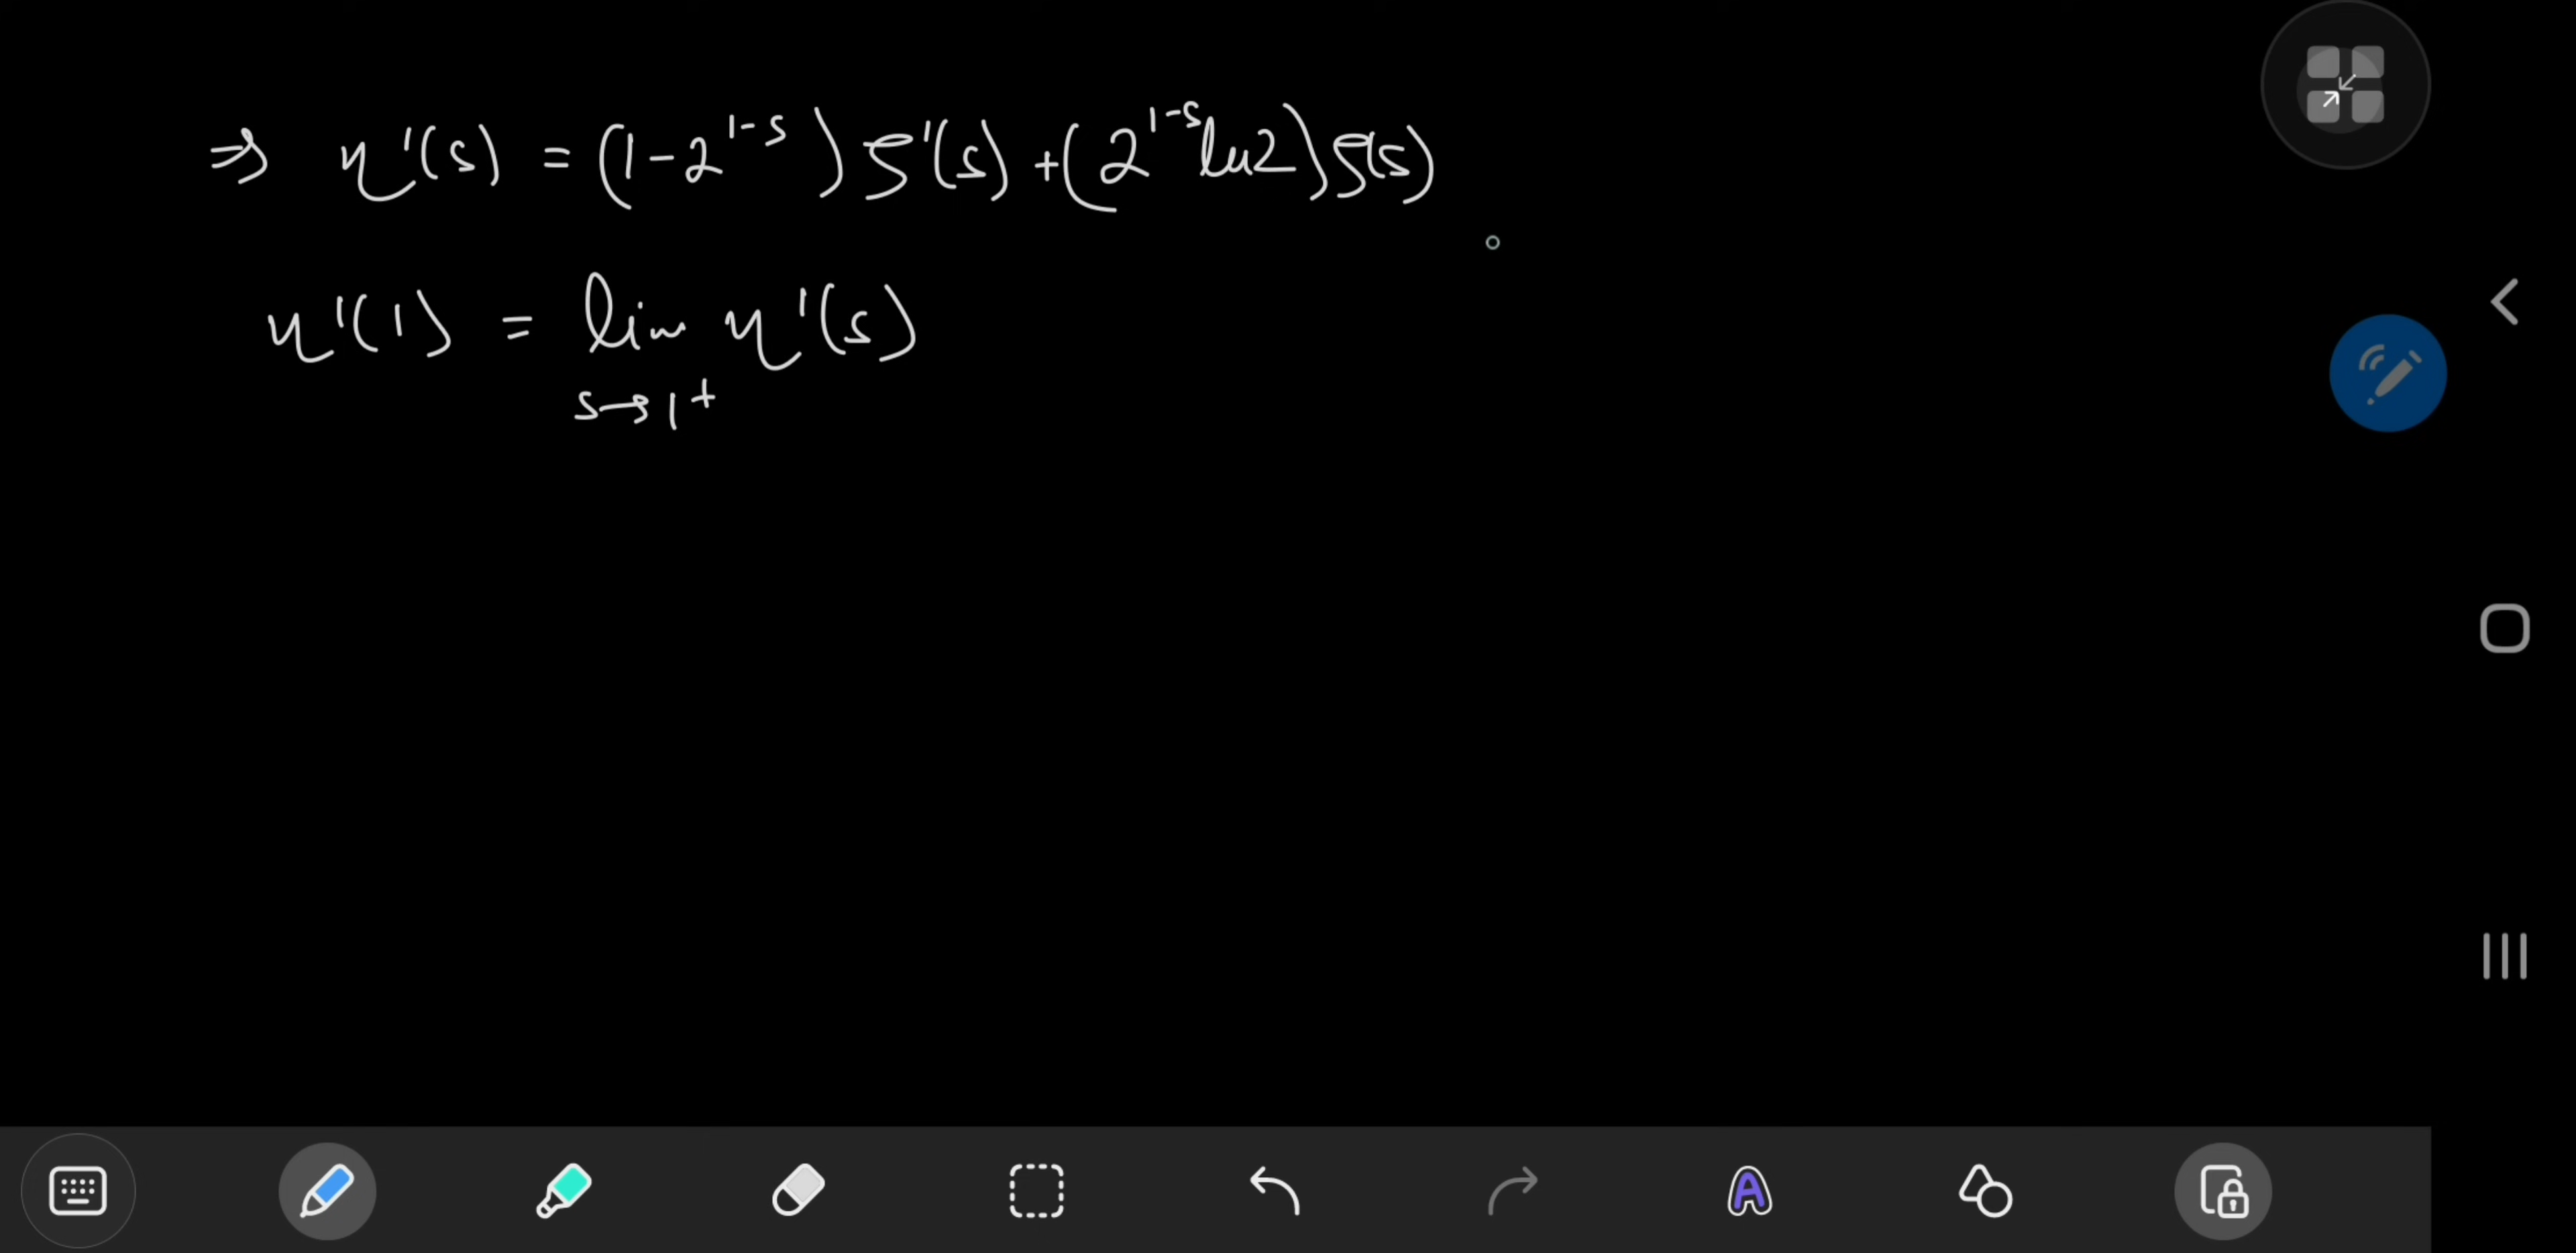 ⇒ η'(s) = (1-2^{1-s}) ζ'(s) + (2^{1-s} ln2) ζ(s)
η'(1) = lim_{s→1^+} η'(s)
A